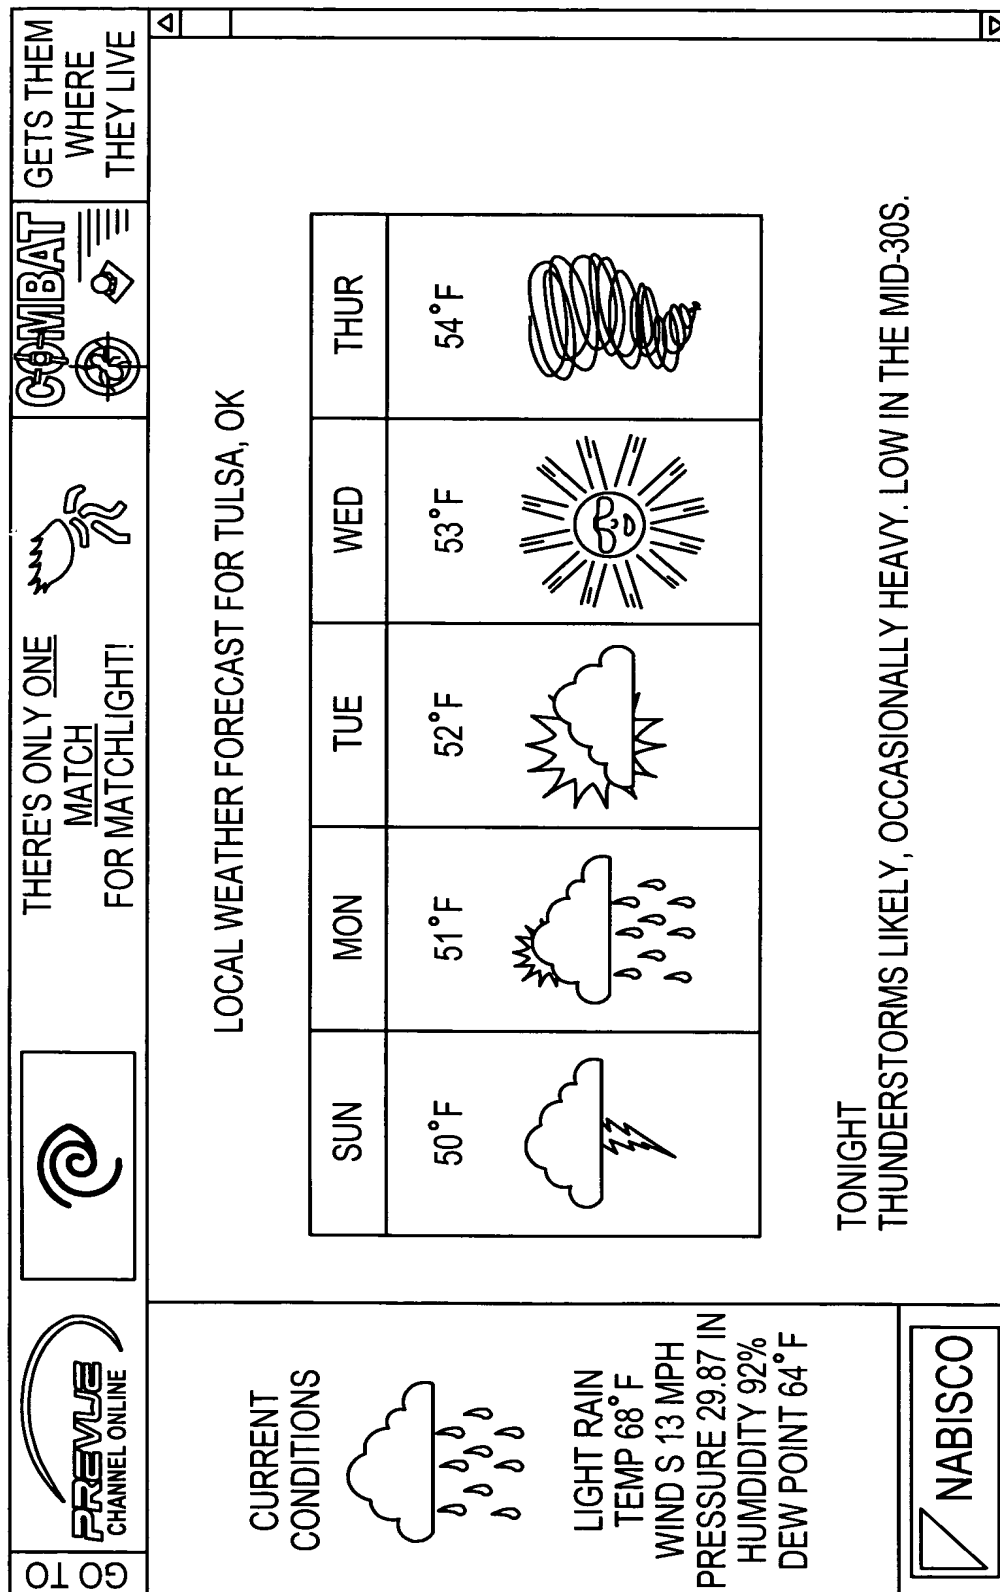 GO TO
PREVUE
CHANNEL ONLINE
THERE'S ONLY ONE
MATCH
FOR MATCHLIGHT!
COMBAT
GETS THEM
WHERE
THEY LIVE
CURRENT
CONDITIONS
LIGHT RAIN
TEMP 68°F
WIND S 13 MPH
PRESSURE 29.87 IN
HUMDIDITY 92%
DEW POINT 64°F
NABISCO
LOCAL WEATHER FORECAST FOR TULSA, OK
SUN MON TUE WED THUR
50°F 51°F 52°F 53°F 54°F
TONIGHT
THUNDERSTORMS LIKELY, OCCASIONALLY HEAVY. LOW IN THE MID-30S.